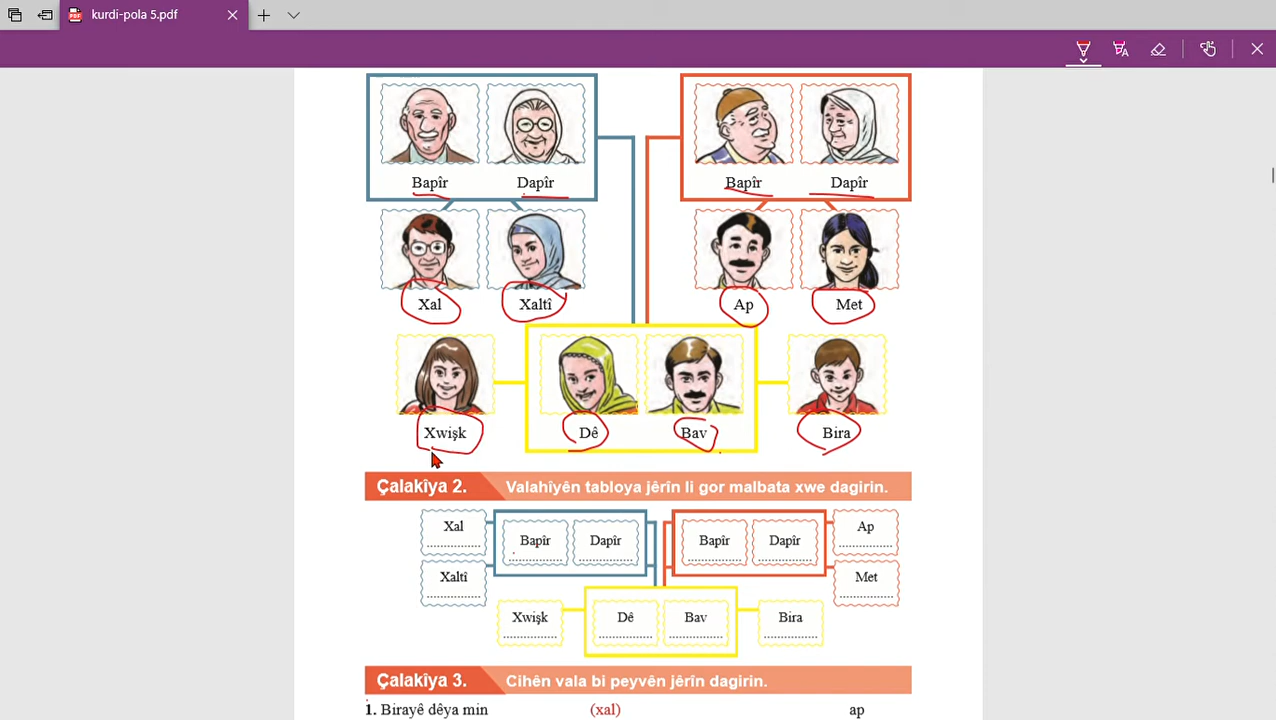 kurdi-pola 5.pdf
Bapîr Dapîr Bapîr Dapîr
Xal Xaltî Ap Met
Xwişk Dê Bav Bira
Çalakîya 2. Valahîyên tabloya jêrîn li gor malbata xwe dagirin.
Xal Bapîr Dapîr Bapîr Dapîr Ap
Xaltî Met
Xwişk Dê Bav Bira
Çalakîya 3. Cihên vala bi peyvên jêrîn dagirin.
1. Birayê dêya min (xal) ap